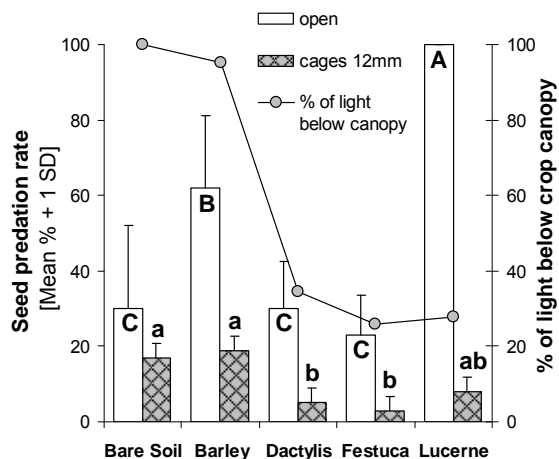 open
cages 12mm
% of light
below canopy
Seed predation rate
[Mean % + 1 SD]
100
80
60
40
20
0
C
a
B
a
C
b
C
b
A
ab
100
80
60
40
20
0
% of light below crop canopy
Bare Soil Barley Dactylis Festuca Lucerne